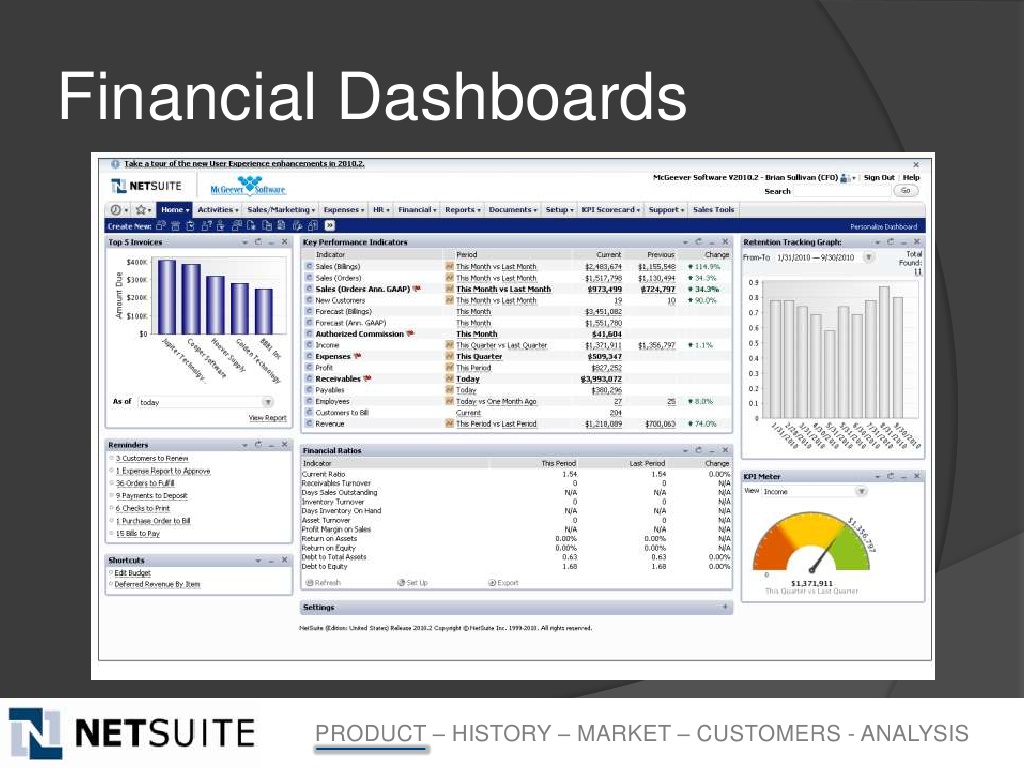 Financial Dashboards
Take a tour of the new User Experience enhancements in 2010.2.
NETSUITE
McGeever Software
McGeever Software V2010.2 - Brian Sullivan (CFO) Sign Out Help
Search Go
Home Activities Sales/Marketing Expenses HR Financial Reports Documents Setup KPI Scorecard Support Sales Tools
Create New:
Personalize Dashboard
Top 5 Invoices
Amount Due
$400K
$300K
$200K
$100K
$0
Jupiter Technology..
Cooper Software
Hoover Supply
Golden Technology
As of today
View Report
Reminders
3 Customers to Renew
1 Expense Report to Approve
36 Orders to Fulfill
9 Payments to Deposit
6 Checks to Print
1 Purchase Order to Bill
15 Bills to Pay
Shortcuts
Edit Budget
Deferred Revenue By Item
Key Performance Indicators
Indicator Period Current Previous Change
Sales (Billings) This Month vs Last Month $2,483,674 $1,155,548 114.9%
Sales (Orders) This Month vs Last Month $1,517,798 $1,130,494 34.3%
Sales (Orders Ann. GAAP) This Month vs Last Month $973,499 $724,797 34.3%
New Customers This Month vs Last Month 19 10 90.0%
Forecast (Billings) This Month $3,451,082
Forecast (Ann. GAAP) This Month $1,551,780
Authorized Commission This Month $41,604
Income This Quarter vs Last Quarter $1,371,911 $1,356,797 1.1%
Expenses This Quarter $509,347
Profit This Period $827,252
Receivables Today $3,993,072
Payables Today $380,296
Employees Today vs One Month Ago 27 25 8.0%
Customers to Bill Current 204
Revenue This Period vs Last Period $1,218,089 $700,063 74.0%
Financial Ratios
Indicator This Period Last Period Change
Current Ratio 1.54 1.54 0.00%
Receivables Turnover 0 0 N/A
Days Sales Outstanding N/A N/A N/A
Inventory Turnover 0 0 N/A
Days Inventory On Hand N/A N/A N/A
Asset Turnover 0 0 N/A
Profit Margin on Sales N/A N/A N/A
Return on Assets 0.00% 0.00% N/A
Return on Equity 0.00% 0.00% N/A
Debt to Total Assets 0.63 0.63 0.00%
Debt to Equity 1.68 1.68 0.00%
Refresh Set Up Export
Settings
NetSuite (Edition: United States) Release 2010.2 Copyright © NetSuite Inc. 1999-2010. All rights reserved.
Retention Tracking Graph:
From-To 1/31/2010 — 9/30/2010
Total Found: 11
0.9
0.8
0.7
0.6
0.5
0.4
0.3
0.2
0.1
0
1/31/2010
2/28/2010
3/31/2010
4/30/2010
5/31/2010
6/30/2010
7/31/2010
8/31/2010
9/30/2010
KPI Meter
View Income
$1,356,797
0
$1,371,911
This Quarter vs Last Quarter
NETSUITE
PRODUCT – HISTORY – MARKET – CUSTOMERS - ANALYSIS